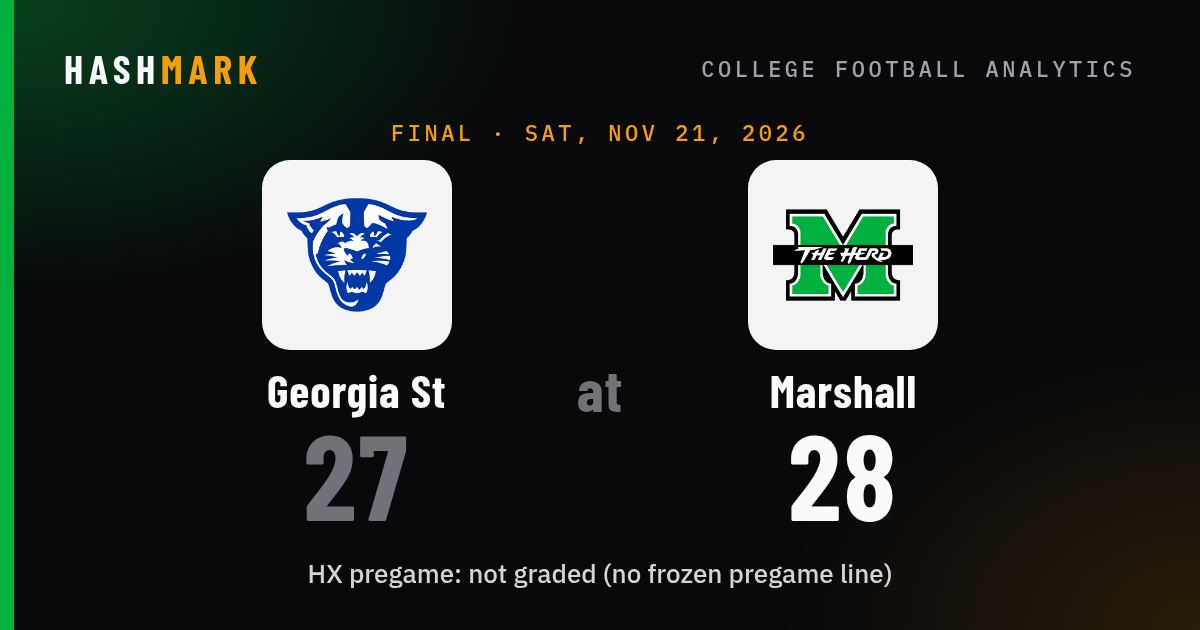 HASHMARK
COLLEGE FOOTBALL ANALYTICS
FINAL · SAT, NOV 21, 2026
THE HERD
Georgia St
at
Marshall
27
28
HX pregame: not graded (no frozen pregame line)